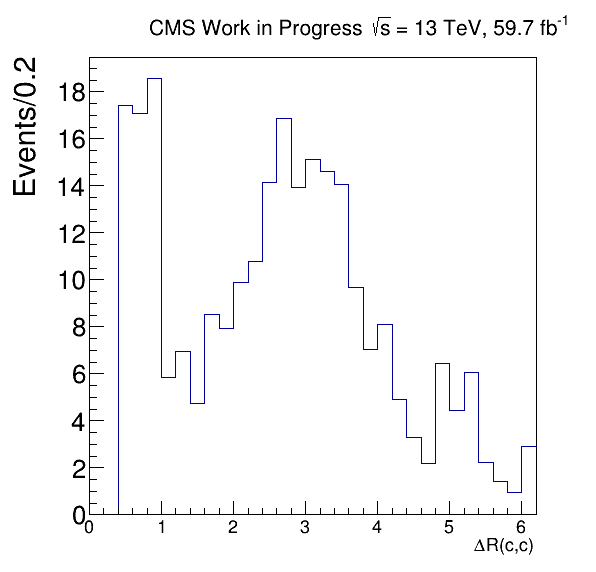 CMS Work in Progress √s = 13 TeV, 59.7 fb⁻¹
Events/0.2
18
16
14
12
10
8
6
4
2
0
0 1 2 3 4 5 6
ΔR(c,c)